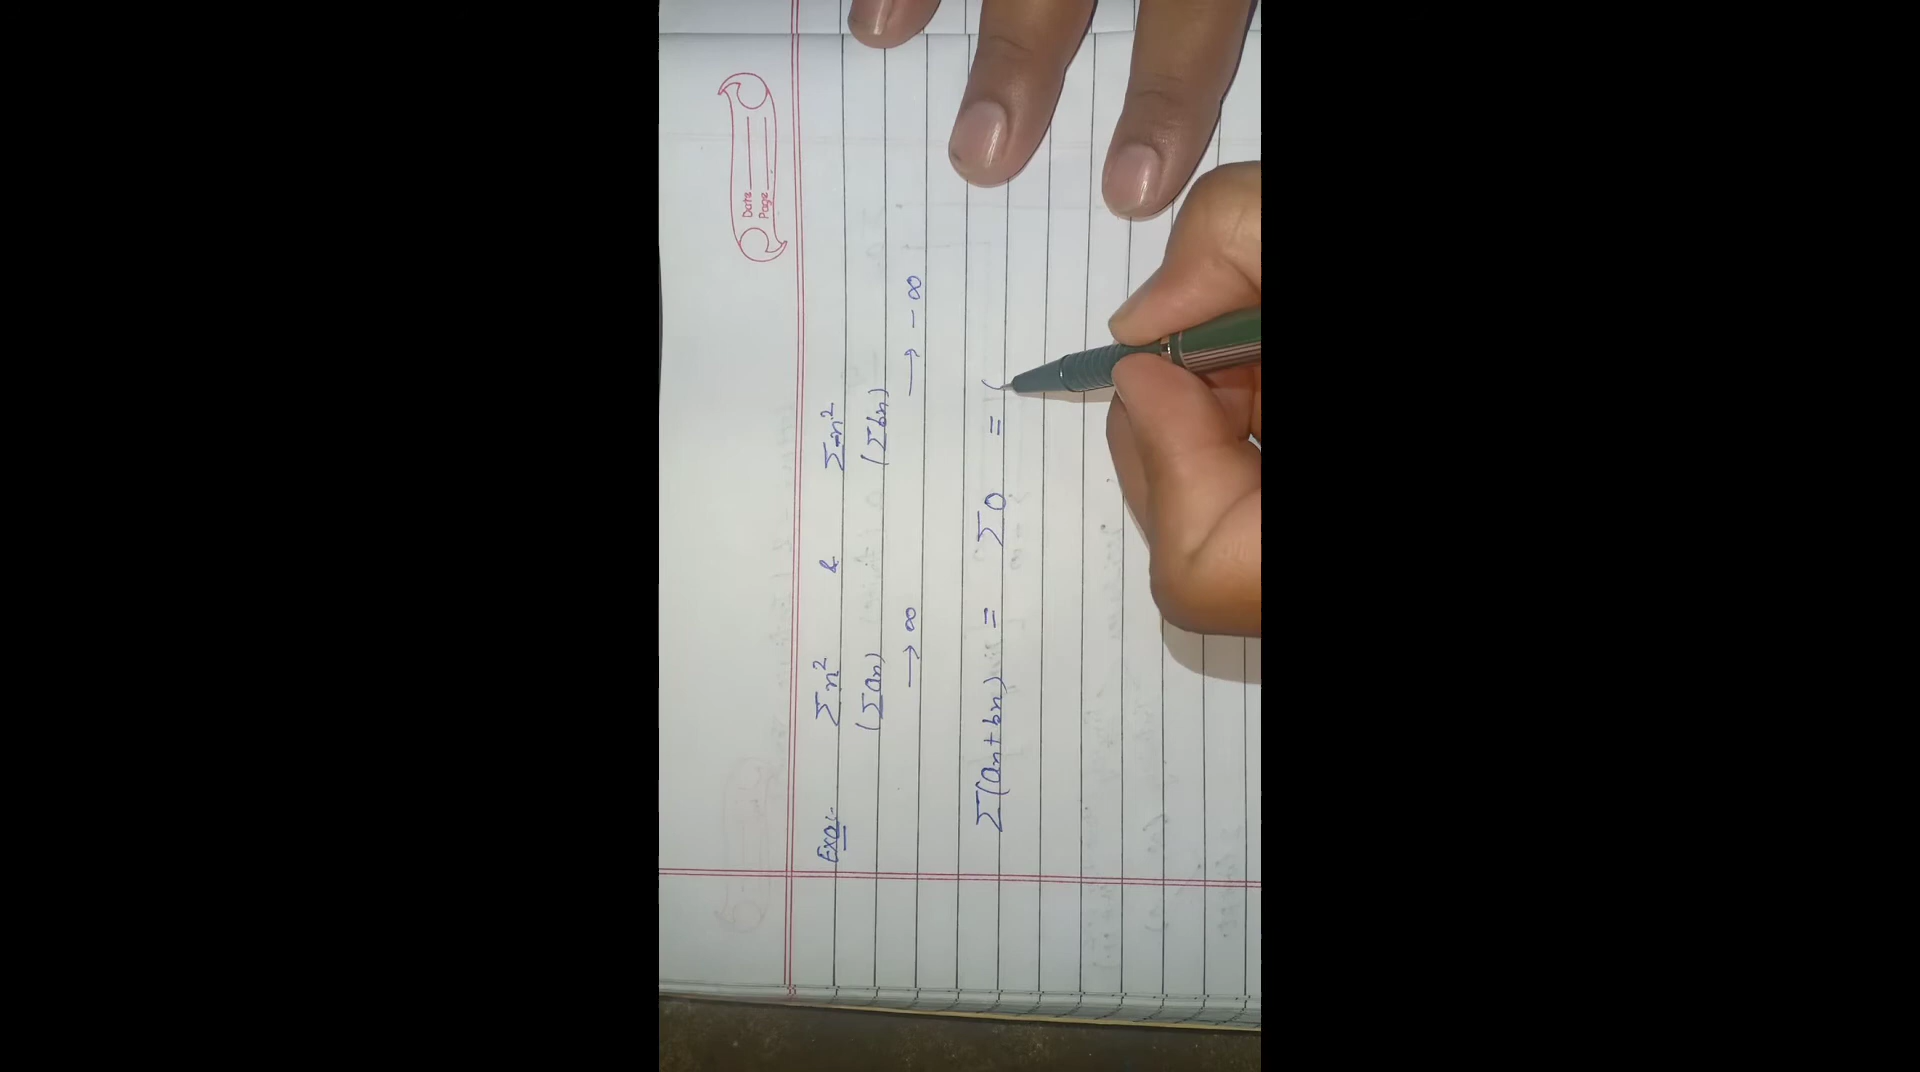 Date
Page
Exa:- Σn² & Σ-n²
(Σan) (Σbn)
→ ∞ → - ∞
Σ(an+bn) = Σ0 =